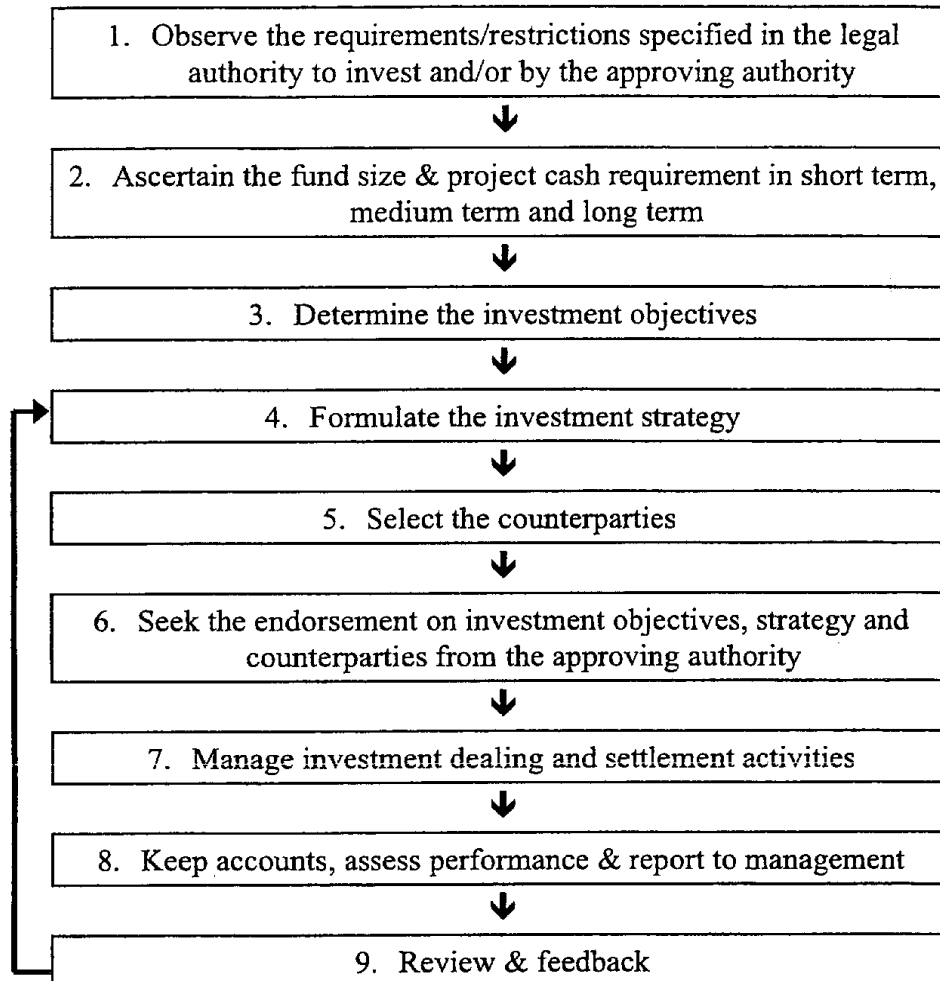 1. Observe the requirements/restrictions specified in the legal
authority to invest and/or by the approving authority
2. Ascertain the fund size & project cash requirement in short term,
medium term and long term
3. Determine the investment objectives
4. Formulate the investment strategy
5. Select the counterparties
6. Seek the endorsement on investment objectives, strategy and
counterparties from the approving authority
7. Manage investment dealing and settlement activities
8. Keep accounts, assess performance & report to management
9. Review & feedback